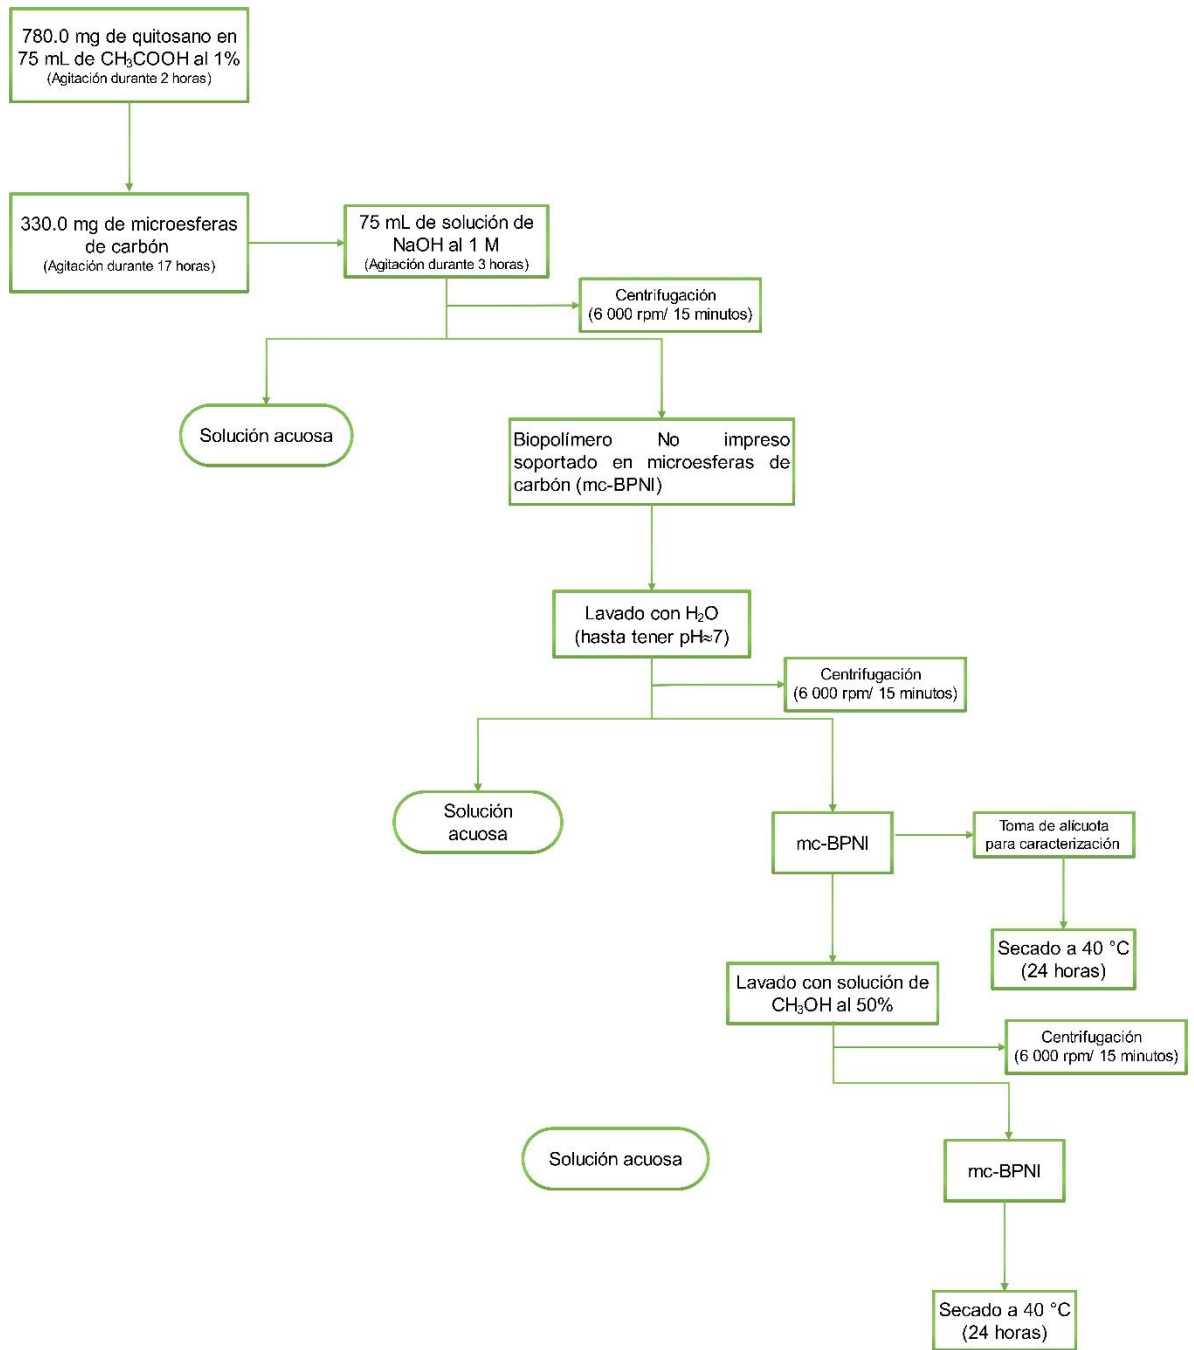 780.0 mg de quitosano en
75 mL de CH₃COOH al 1%
(Agitación durante 2 horas)
330.0 mg de microesferas
de carbón
(Agitación durante 17 horas)
75 mL de solución de
NaOH al 1 M
(Agitación durante 3 horas)
Centrifugación
(6 000 rpm/ 15 minutos)
Solución acuosa
Biopolímero No impreso
soportado en microesferas de
carbón (mc-BPNI)
Lavado con H₂O
(hasta tener pH≈7)
Centrifugación
(6 000 rpm/ 15 minutos)
Solución
acuosa
mc-BPNI
Toma de alícuota
para caracterización
Secado a 40 °C
(24 horas)
Lavado con solución de
CH₃OH al 50%
Centrifugación
(6 000 rpm/ 15 minutos)
Solución acuosa
mc-BPNI
Secado a 40 °C
(24 horas)